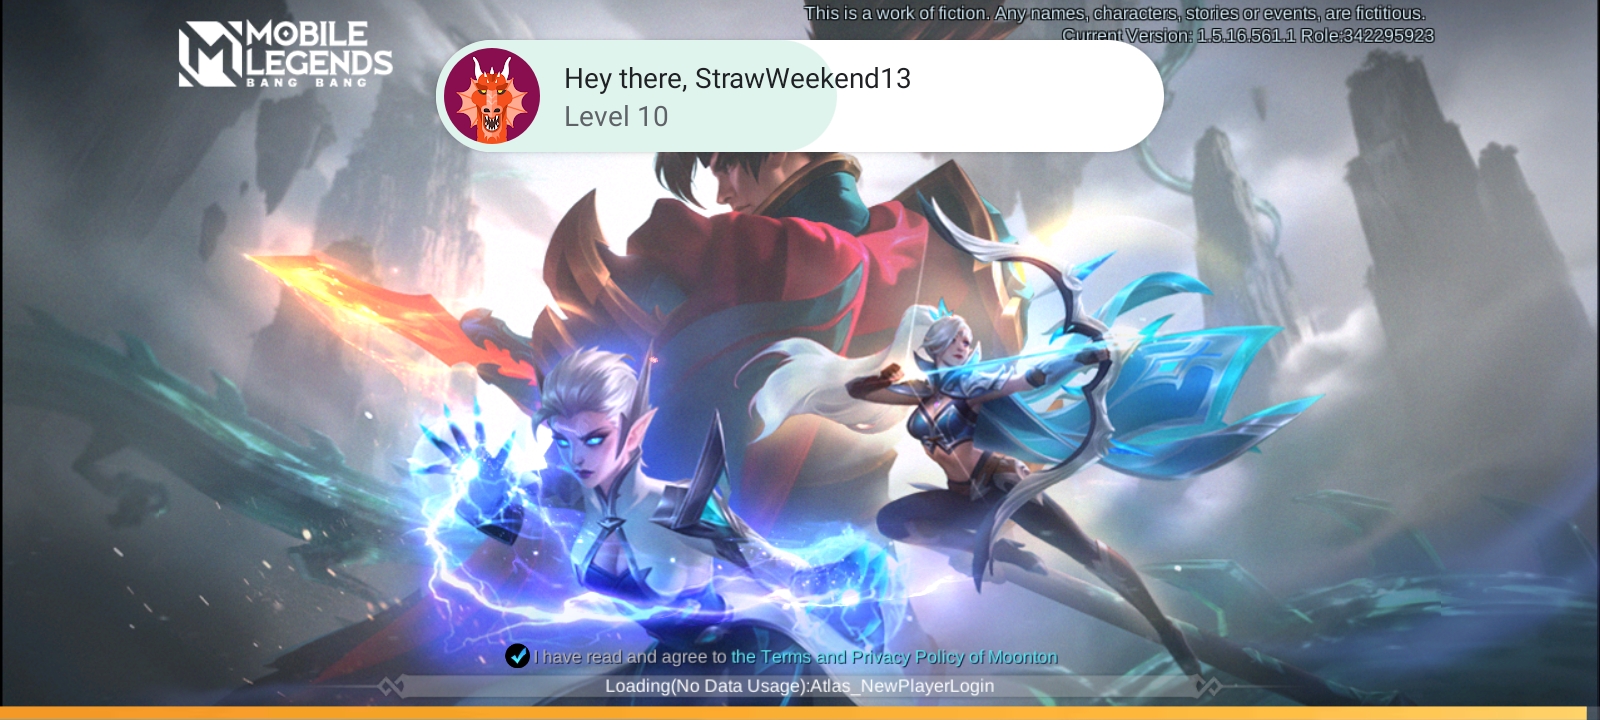 MOBILE
LEGENDS
BANG BANG
This is a work of fiction. Any names, characters, stories or events, are fictitious.
Current Version: 1.5.16.561.1 Role:342295923
Hey there, StrawWeekend13
Level 10
I have read and agree to the Terms and Privacy Policy of Moonton
Loading(No Data Usage):Atlas_NewPlayerLogin